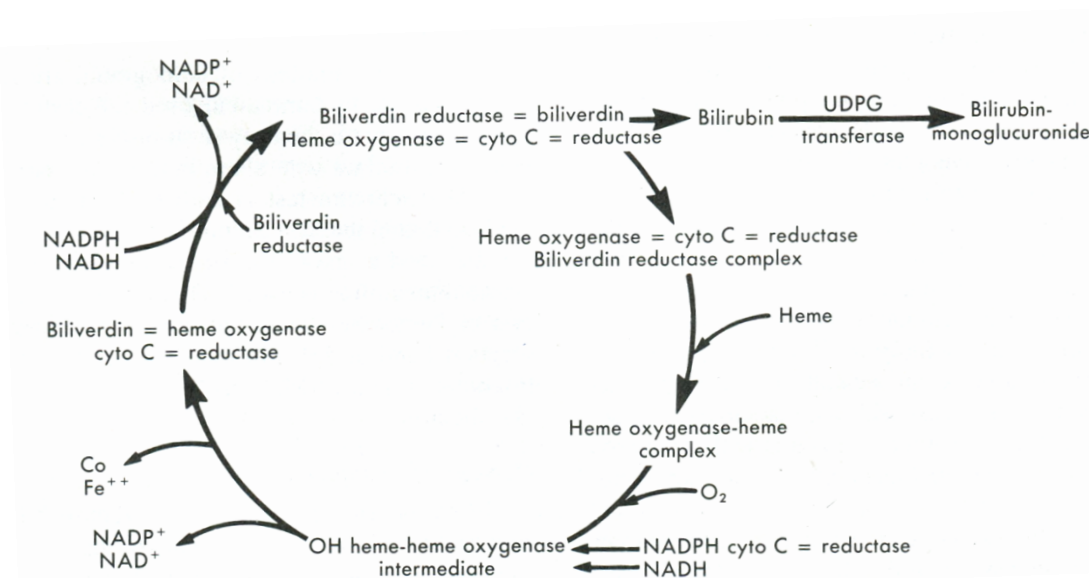 NADP+
NAD+
Biliverdin reductase = biliverdin
Heme oxygenase = cyto C = reductase
Bilirubin
UDPG
transferase
Bilirubin-
monoglucuronide
Biliverdin
reductase
NADPH
NADH
Heme oxygenase = cyto C = reductase
Biliverdin reductase complex
Heme
Biliverdin = heme oxygenase
cyto C = reductase
Heme oxygenase-heme
complex
Co
Fe++
O2
NADP+
NAD+
OH heme-heme oxygenase
intermediate
NADPH cyto C = reductase
NADH